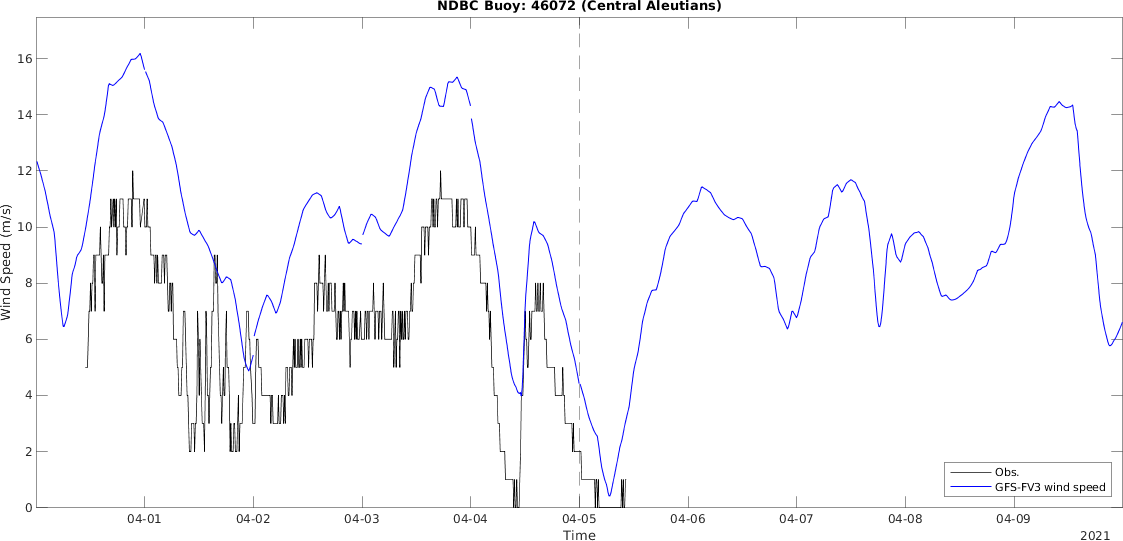 NDBC Buoy: 46072 (Central Aleutians)
16
14
12
10
8
6
4
2
0
Wind Speed (m/s)
Obs.
GFS-FV3 wind speed
04-01 04-02 04-03 04-04 04-05 04-06 04-07 04-08 04-09
Time
2021